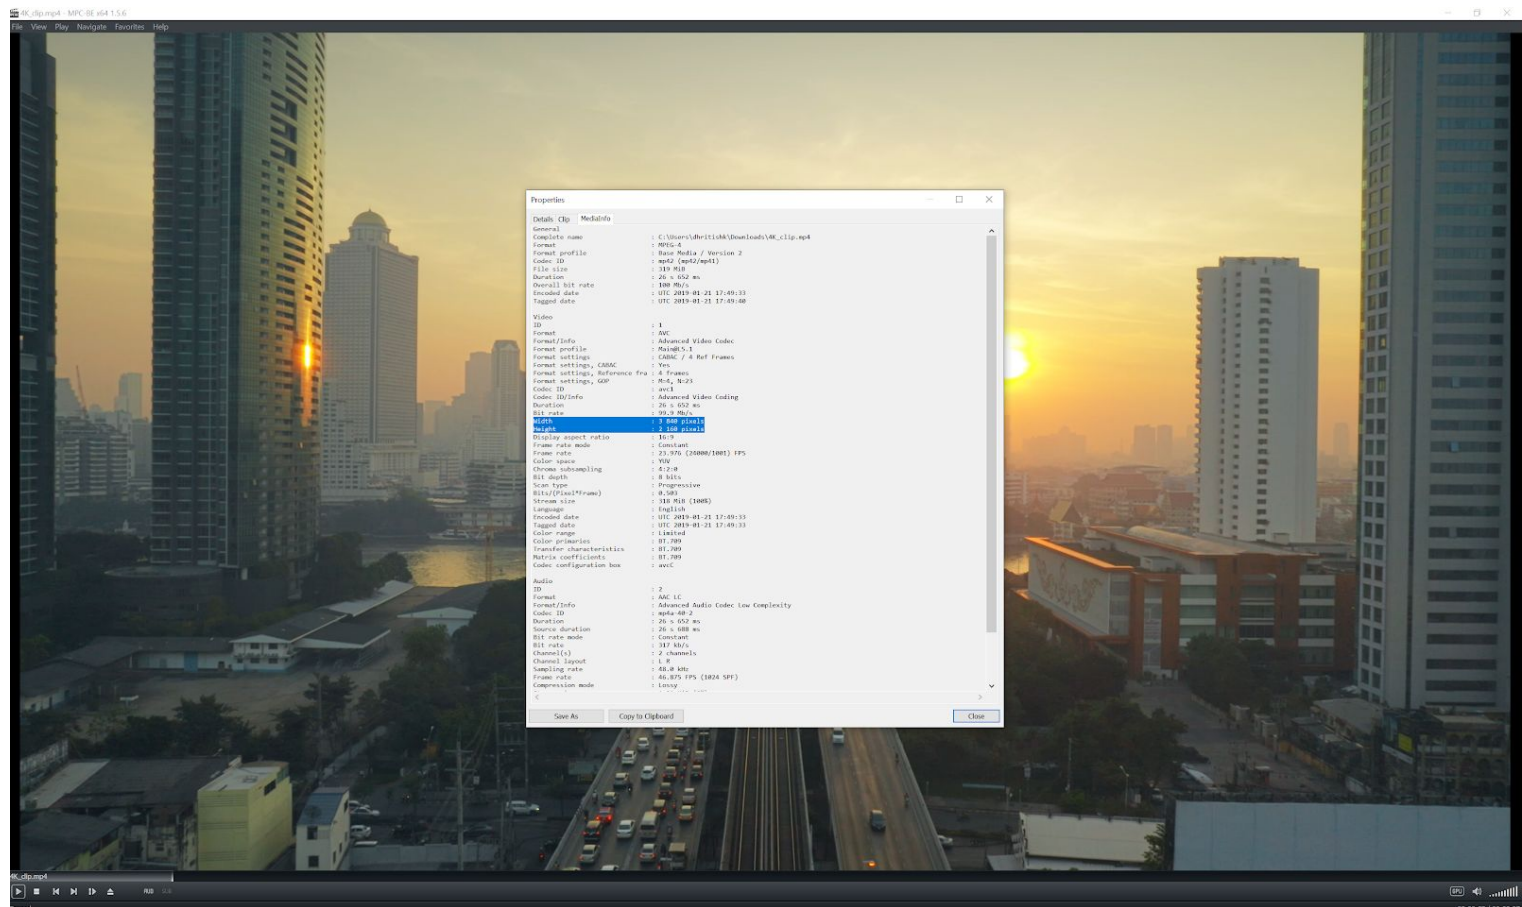 4K_clip.mp4 - MPC-BE x64 1.5.6
File View Play Navigate Favorites Help
Properties
Details Clip MediaInfo
General
Complete name : C:\Users\dhritishk\Downloads\4K_clip.mp4
Format : MPEG-4
Format profile : Base Media / Version 2
Codec ID : mp42 (mp42/mp41)
File size : 319 MiB
Duration : 26 s 652 ms
Overall bit rate : 100 Mb/s
Encoded date : UTC 2019-01-21 17:49:33
Tagged date : UTC 2019-01-21 17:49:40
Video
ID : 1
Format : AVC
Format/Info : Advanced Video Codec
Format profile : Main@L5.1
Format settings : CABAC / 4 Ref Frames
Format settings, CABAC : Yes
Format settings, Reference fra : 4 frames
Format settings, GOP : M=4, N=23
Codec ID : avc1
Codec ID/Info : Advanced Video Coding
Duration : 26 s 652 ms
Bit rate : 99.9 Mb/s
Width : 3 840 pixels
Height : 2 160 pixels
Display aspect ratio : 16:9
Frame rate mode : Constant
Frame rate : 23.976 (24000/1001) FPS
Color space : YUV
Chroma subsampling : 4:2:0
Bit depth : 8 bits
Scan type : Progressive
Bits/(Pixel*Frame) : 0.503
Stream size : 318 MiB (100%)
Language : English
Encoded date : UTC 2019-01-21 17:49:33
Tagged date : UTC 2019-01-21 17:49:33
Color range : Limited
Color primaries : BT.709
Transfer characteristics : BT.709
Matrix coefficients : BT.709
Codec configuration box : avcC
Audio
ID : 2
Format : AAC LC
Format/Info : Advanced Audio Codec Low Complexity
Codec ID : mp4a-40-2
Duration : 26 s 652 ms
Source duration : 26 s 688 ms
Bit rate mode : Constant
Bit rate : 317 kb/s
Channel(s) : 2 channels
Channel layout : L R
Sampling rate : 48.0 kHz
Frame rate : 46.875 FPS (1024 SPF)
Compression mode : Lossy
Save As Copy to Clipboard Close
4K_clip.mp4
AUD SUB GPU